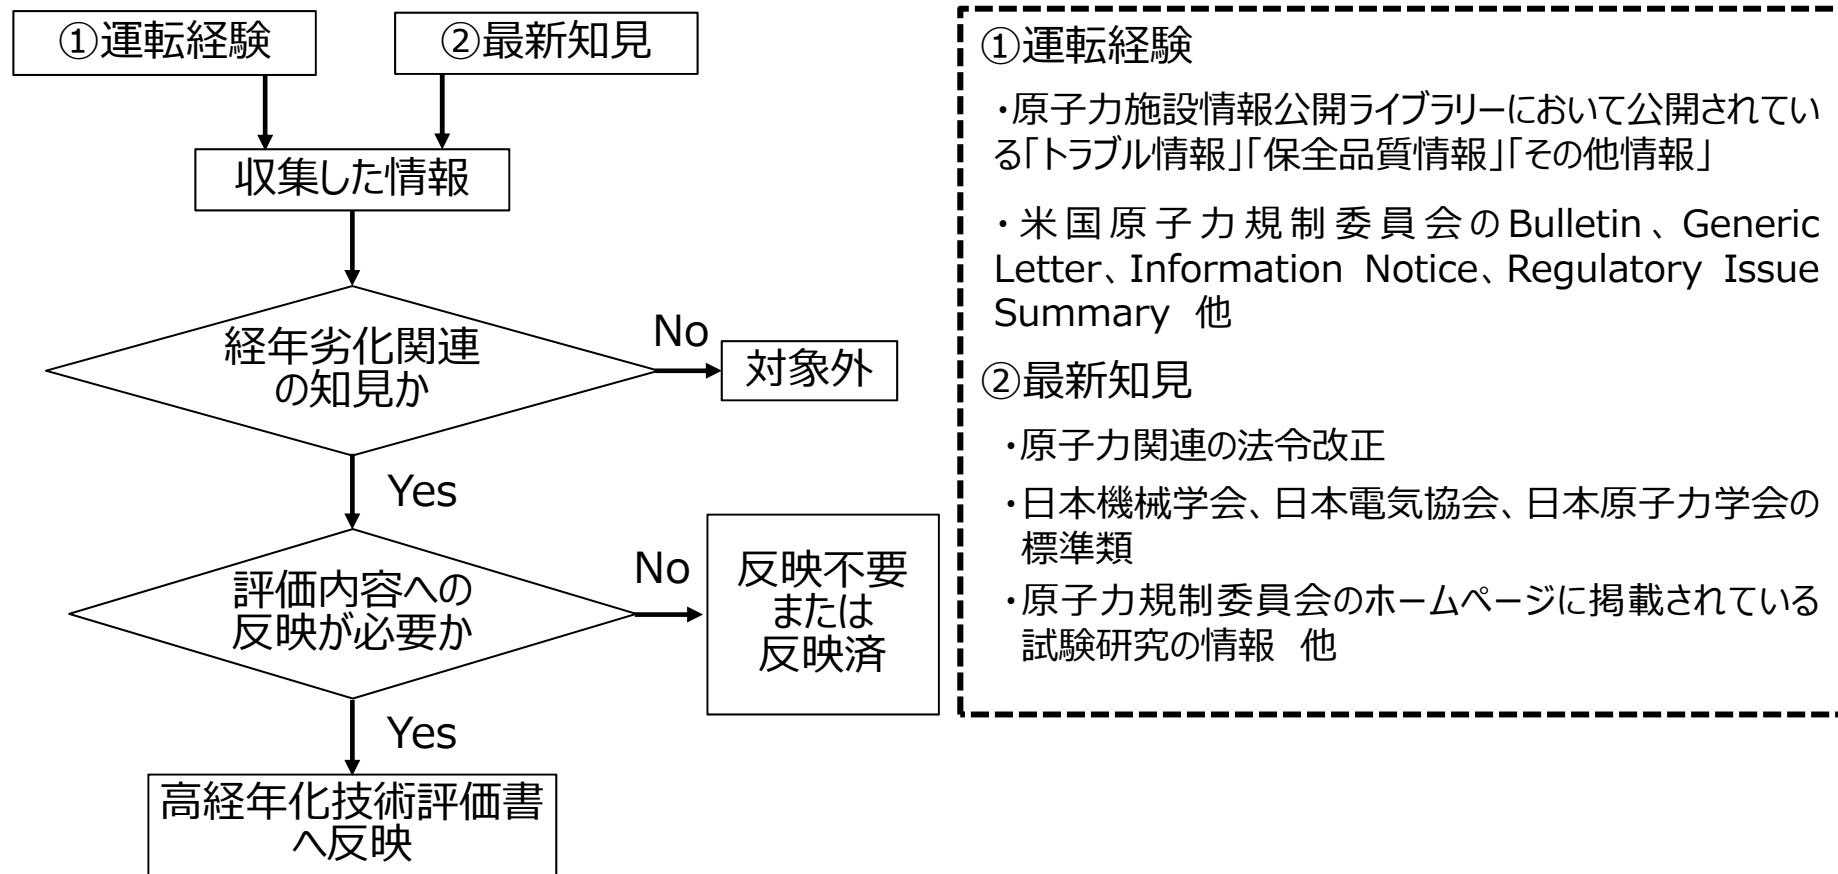 ①運転経験
②最新知見
収集した情報
経年劣化関連
の知見か
No
対象外
Yes
評価内容への
反映が必要か
No
反映不要
または
反映済
Yes
高経年化技術評価書
へ反映
①運転経験
・原子力施設情報公開ライブラリーにおいて公開されてい
る「トラブル情報」「保全品質情報」「その他情報」
・米国原子力規制委員会のBulletin、Generic
Letter、Information Notice、Regulatory Issue
Summary 他
②最新知見
・原子力関連の法令改正
・日本機械学会、日本電気協会、日本原子力学会の
標準類
・原子力規制委員会のホームページに掲載されている
試験研究の情報 他